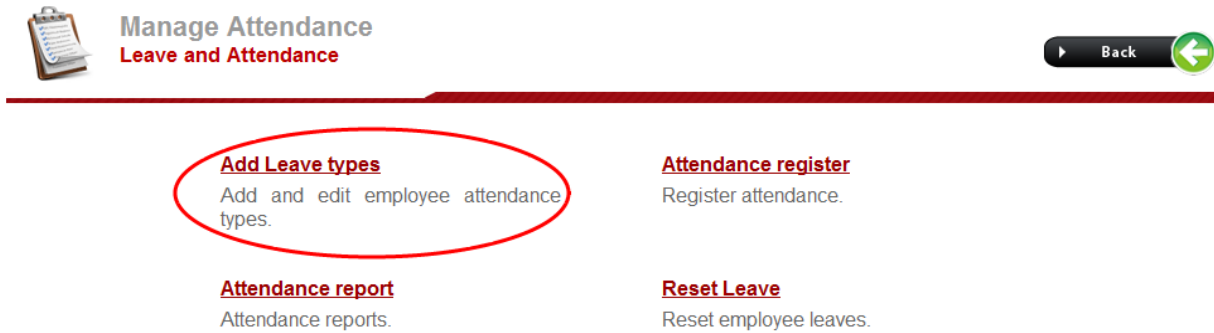 Manage Attendance
Leave and Attendance
Back
Add Leave types
Add and edit employee attendance
types.
Attendance register
Register attendance.
Attendance report
Attendance reports.
Reset Leave
Reset employee leaves.